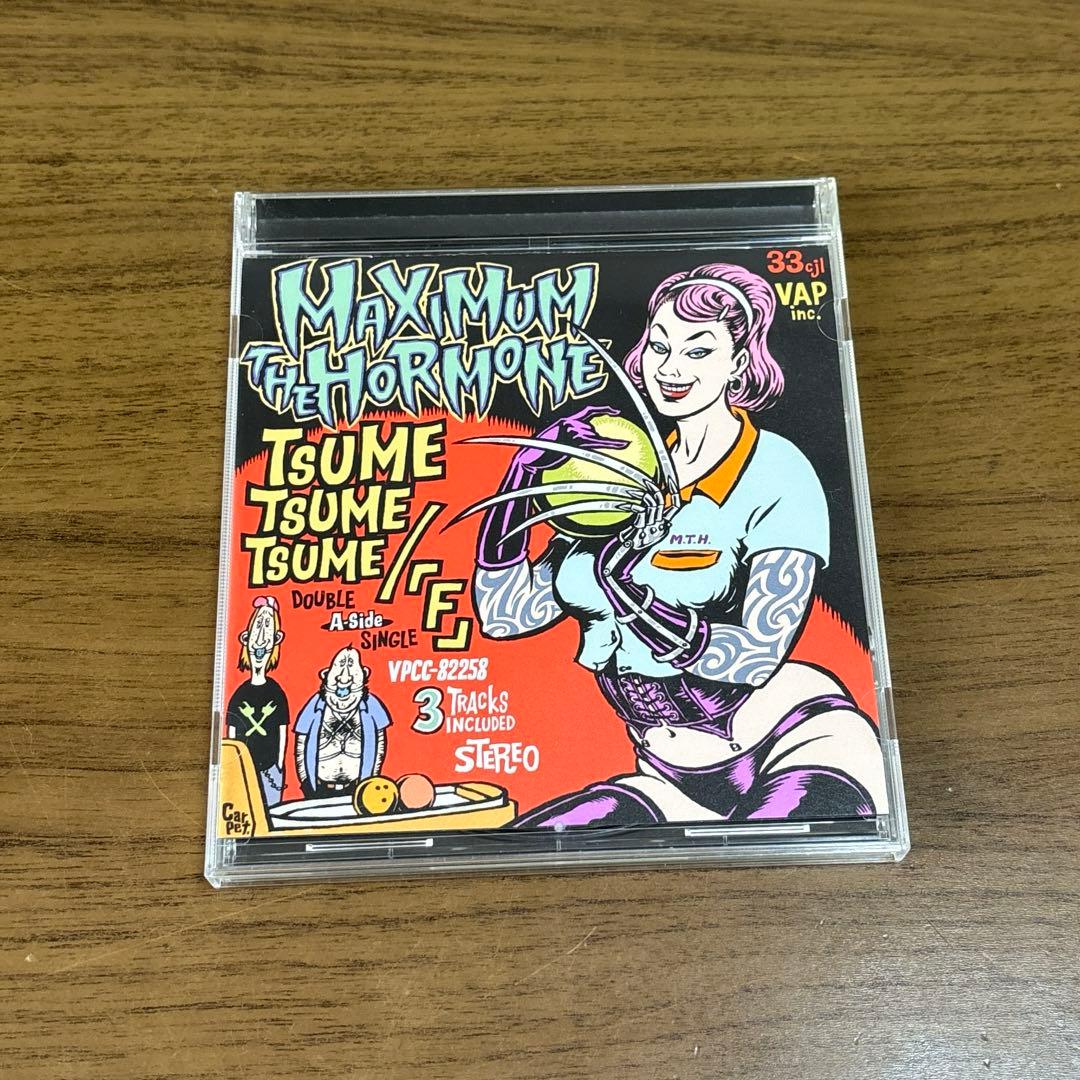 MAXIMUM
THE HORMONE
33cjl
VAP
inc.
TSUME
TSUME
TSUME/「F」
DOUBLE
A-Side
SINGLE
M.T.H.
VPCC-82258
3 TRACKS
INCLUDED
STEREO
Car
Pet.